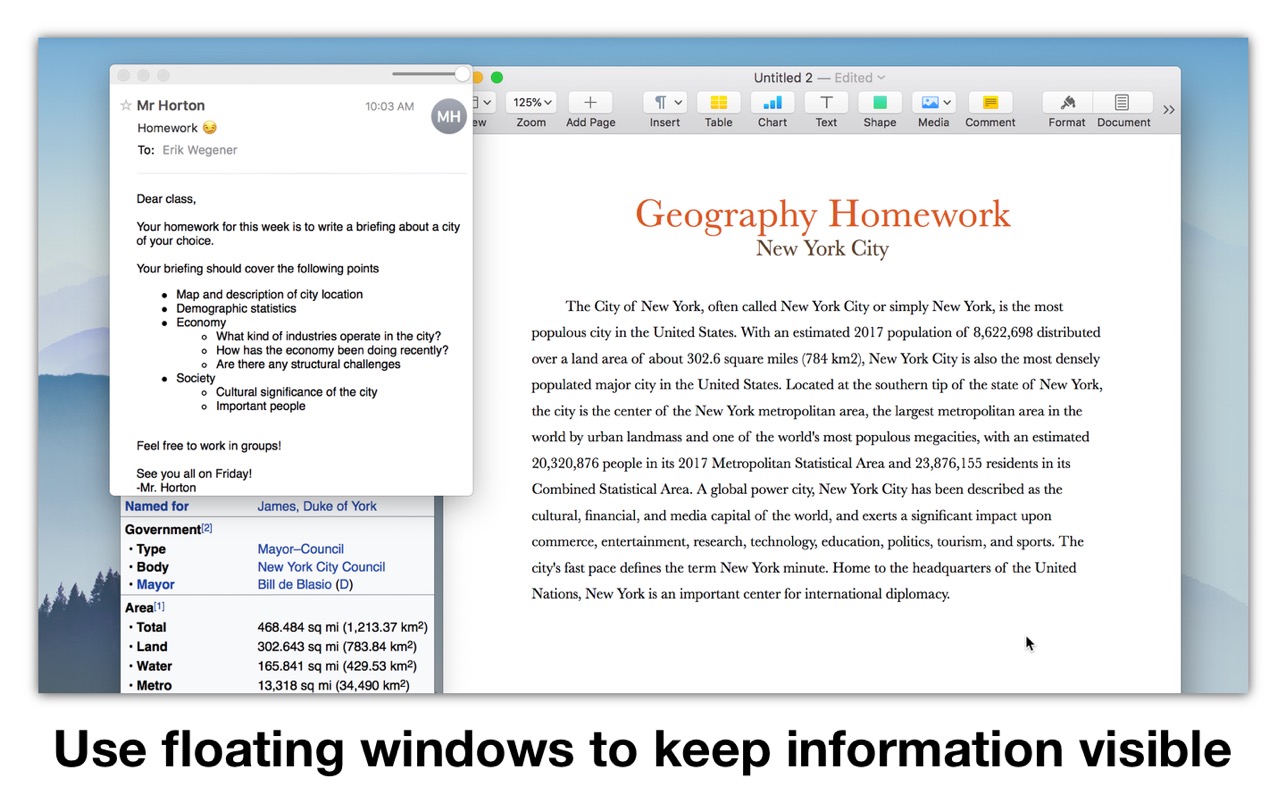 Mr Horton
10:03 AM
MH
Homework 😏
To: Erik Wegener
Dear class,
Your homework for this week is to write a briefing about a city
of your choice.
Your briefing should cover the following points
• Map and description of city location
• Demographic statistics
• Economy
◦ What kind of industries operate in the city?
◦ How has the economy been doing recently?
◦ Are there any structural challenges
• Society
◦ Cultural significance of the city
◦ Important people
Feel free to work in groups!
See you all on Friday!
-Mr. Horton
Named for James, Duke of York
Government[2]
• Type Mayor–Council
• Body New York City Council
• Mayor Bill de Blasio (D)
Area[1]
• Total 468.484 sq mi (1,213.37 km2)
• Land 302.643 sq mi (783.84 km2)
• Water 165.841 sq mi (429.53 km2)
• Metro 13,318 sq mi (34,490 km2)
Untitled 2 — Edited
125%
ew Zoom Add Page Insert Table Chart Text Shape Media Comment Format Document
Geography Homework
New York City
The City of New York, often called New York City or simply New York, is the most
populous city in the United States. With an estimated 2017 population of 8,622,698 distributed
over a land area of about 302.6 square miles (784 km2), New York City is also the most densely
populated major city in the United States. Located at the southern tip of the state of New York,
the city is the center of the New York metropolitan area, the largest metropolitan area in the
world by urban landmass and one of the world's most populous megacities, with an estimated
20,320,876 people in its 2017 Metropolitan Statistical Area and 23,876,155 residents in its
Combined Statistical Area. A global power city, New York City has been described as the
cultural, financial, and media capital of the world, and exerts a significant impact upon
commerce, entertainment, research, technology, education, politics, tourism, and sports. The
city's fast pace defines the term New York minute. Home to the headquarters of the United
Nations, New York is an important center for international diplomacy.
Use floating windows to keep information visible